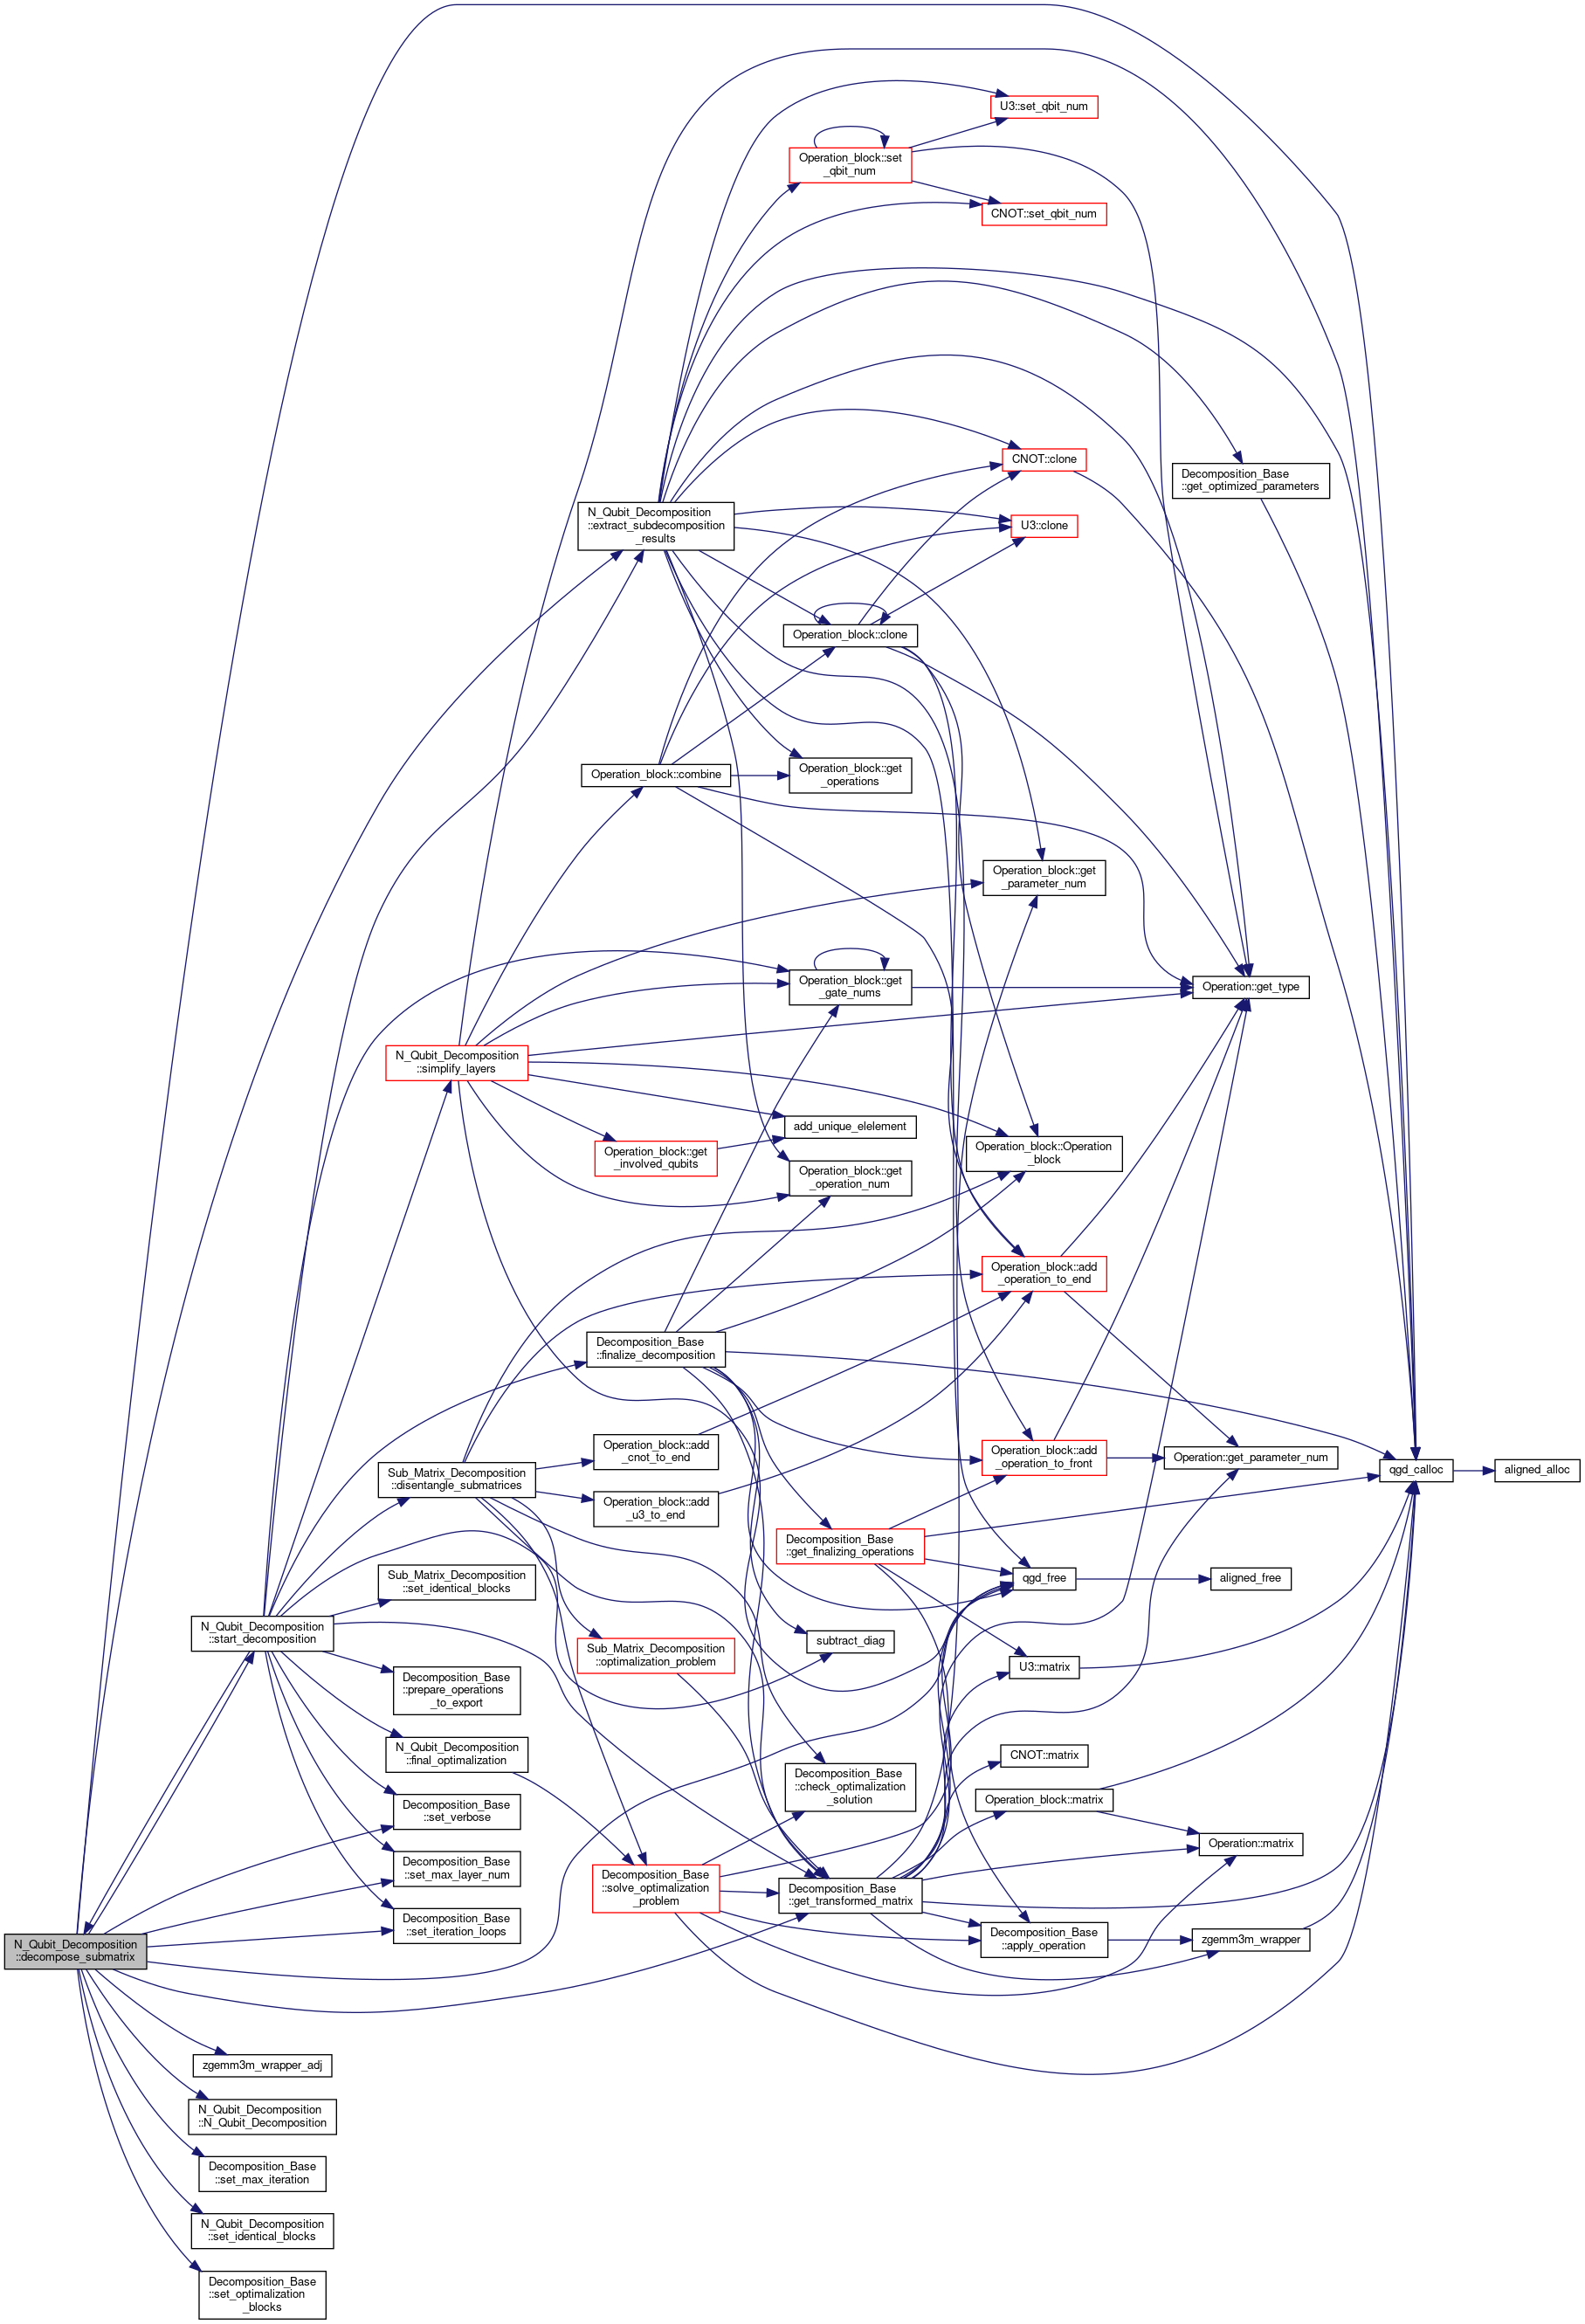 U3::set_qbit_num
Operation_block::set
_qbit_num
CNOT::set_qbit_num
CNOT::clone
Decomposition_Base
::get_optimized_parameters
N_Qubit_Decomposition
::extract_subdecomposition
_results
U3::clone
Operation_block::clone
Operation_block::combine
Operation_block::get
_operations
Operation_block::get
_parameter_num
Operation_block::get
_gate_nums
Operation::get_type
N_Qubit_Decomposition
::simplify_layers
add_unique_elelement
Operation_block::get
_involved_qubits
Operation_block::Operation
_block
Operation_block::get
_operation_num
Operation_block::add
_operation_to_end
Decomposition_Base
::finalize_decomposition
Operation_block::add
_cnot_to_end
Operation_block::add
_operation_to_front
Operation::get_parameter_num
qgd_calloc
aligned_alloc
Sub_Matrix_Decomposition
::disentangle_submatrices
Operation_block::add
_u3_to_end
Decomposition_Base
::get_finalizing_operations
Sub_Matrix_Decomposition
::set_identical_blocks
qgd_free
aligned_free
N_Qubit_Decomposition
::start_decomposition
subtract_diag
Sub_Matrix_Decomposition
::optimalization_problem
U3::matrix
Decomposition_Base
::prepare_operations
_to_export
N_Qubit_Decomposition
::final_optimalization
CNOT::matrix
Decomposition_Base
::check_optimalization
_solution
Operation_block::matrix
Decomposition_Base
::set_verbose
Operation::matrix
Decomposition_Base
::set_max_layer_num
Decomposition_Base
::solve_optimalization
_problem
Decomposition_Base
::get_transformed_matrix
Decomposition_Base
::set_iteration_loops
Decomposition_Base
::apply_operation
zgemm3m_wrapper
N_Qubit_Decomposition
::decompose_submatrix
zgemm3m_wrapper_adj
N_Qubit_Decomposition
::N_Qubit_Decomposition
Decomposition_Base
::set_max_iteration
N_Qubit_Decomposition
::set_identical_blocks
Decomposition_Base
::set_optimalization
_blocks